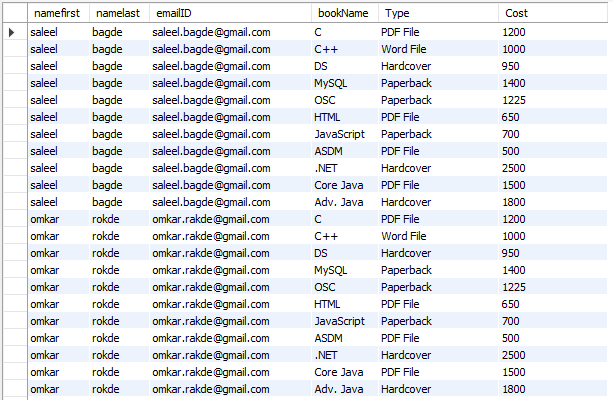 namefirst namelast emailID bookName Type Cost
saleel bagde saleel.bagde@gmail.com C PDF File 1200
saleel bagde saleel.bagde@gmail.com C++ Word File 1000
saleel bagde saleel.bagde@gmail.com DS Hardcover 950
saleel bagde saleel.bagde@gmail.com MySQL Paperback 1400
saleel bagde saleel.bagde@gmail.com OSC Paperback 1225
saleel bagde saleel.bagde@gmail.com HTML PDF File 650
saleel bagde saleel.bagde@gmail.com JavaScript Paperback 700
saleel bagde saleel.bagde@gmail.com ASDM PDF File 500
saleel bagde saleel.bagde@gmail.com .NET Hardcover 2500
saleel bagde saleel.bagde@gmail.com Core Java PDF File 1500
saleel bagde saleel.bagde@gmail.com Adv. Java Hardcover 1800
omkar rokde omkar.rakde@gmail.com C PDF File 1200
omkar rokde omkar.rakde@gmail.com C++ Word File 1000
omkar rokde omkar.rakde@gmail.com DS Hardcover 950
omkar rokde omkar.rakde@gmail.com MySQL Paperback 1400
omkar rokde omkar.rakde@gmail.com OSC Paperback 1225
omkar rokde omkar.rakde@gmail.com HTML PDF File 650
omkar rokde omkar.rakde@gmail.com JavaScript Paperback 700
omkar rokde omkar.rakde@gmail.com ASDM PDF File 500
omkar rokde omkar.rakde@gmail.com .NET Hardcover 2500
omkar rokde omkar.rakde@gmail.com Core Java PDF File 1500
omkar rokde omkar.rakde@gmail.com Adv. Java Hardcover 1800